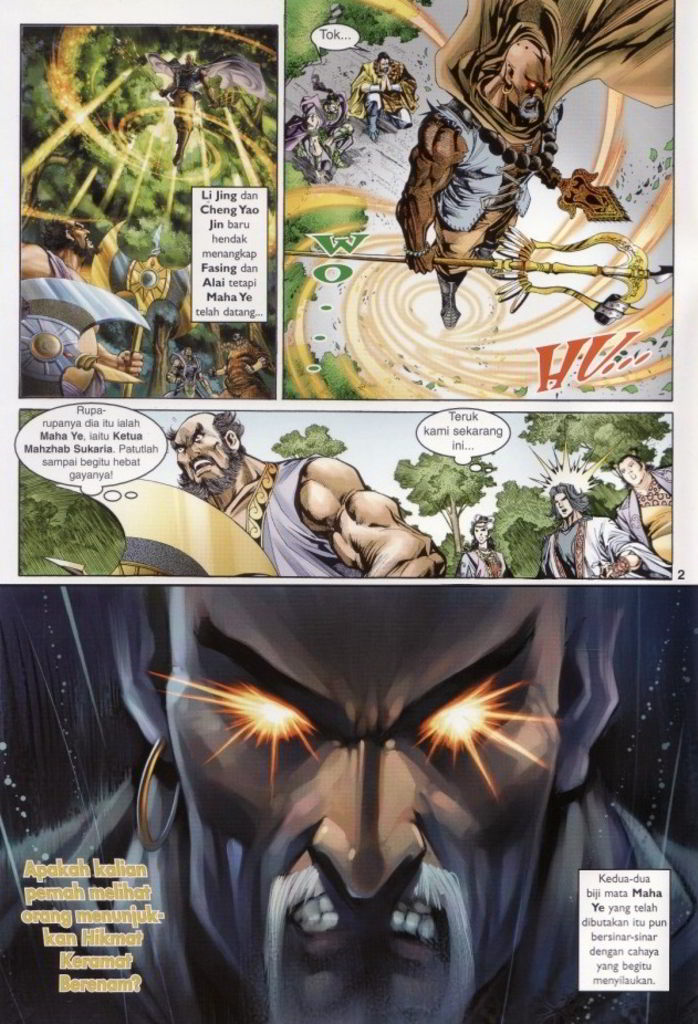 Li Jing dan
Cheng Yao
Jin baru
hendak
menangkap
Fasing dan
Alai tetapi
Maha Ye
telah datang...
Tok...
WO....
HU...
Rupa-
rupanya dia itu ialah
Maha Ye, iaitu Ketua
Mahzhab Sukaria. Patutlah
sampai begitu hebat
gayanya!
Teruk
kami sekarang
ini...
2
Apakah kalian
pernah melihat
orang menunjuk-
kan Hikmat
Keramat
Berenam?
Kedua-dua
biji mata Maha
Ye yang telah
dibutakan itu pun
bersinar-sinar
dengan cahaya
yang begitu
menyilaukan.